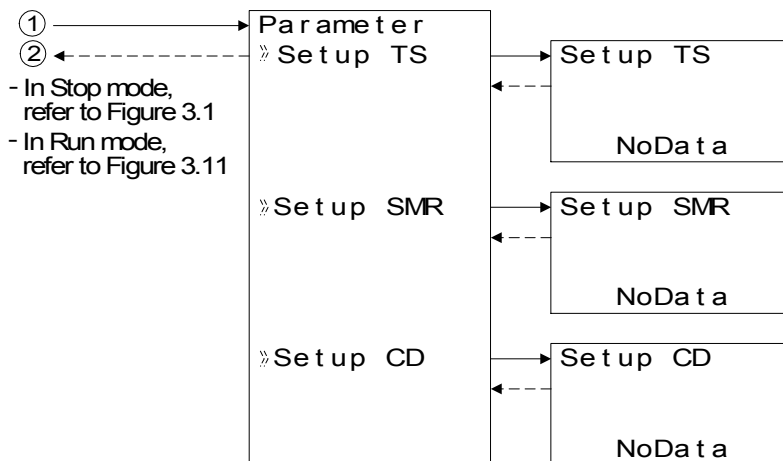 ① Parameter
② » Setup TS Setup TS
- In Stop mode,
refer to Figure 3.1
- In Run mode,
refer to Figure 3.11
NoData
» Setup SMR Setup SMR
NoData
» Setup CD Setup CD
NoData